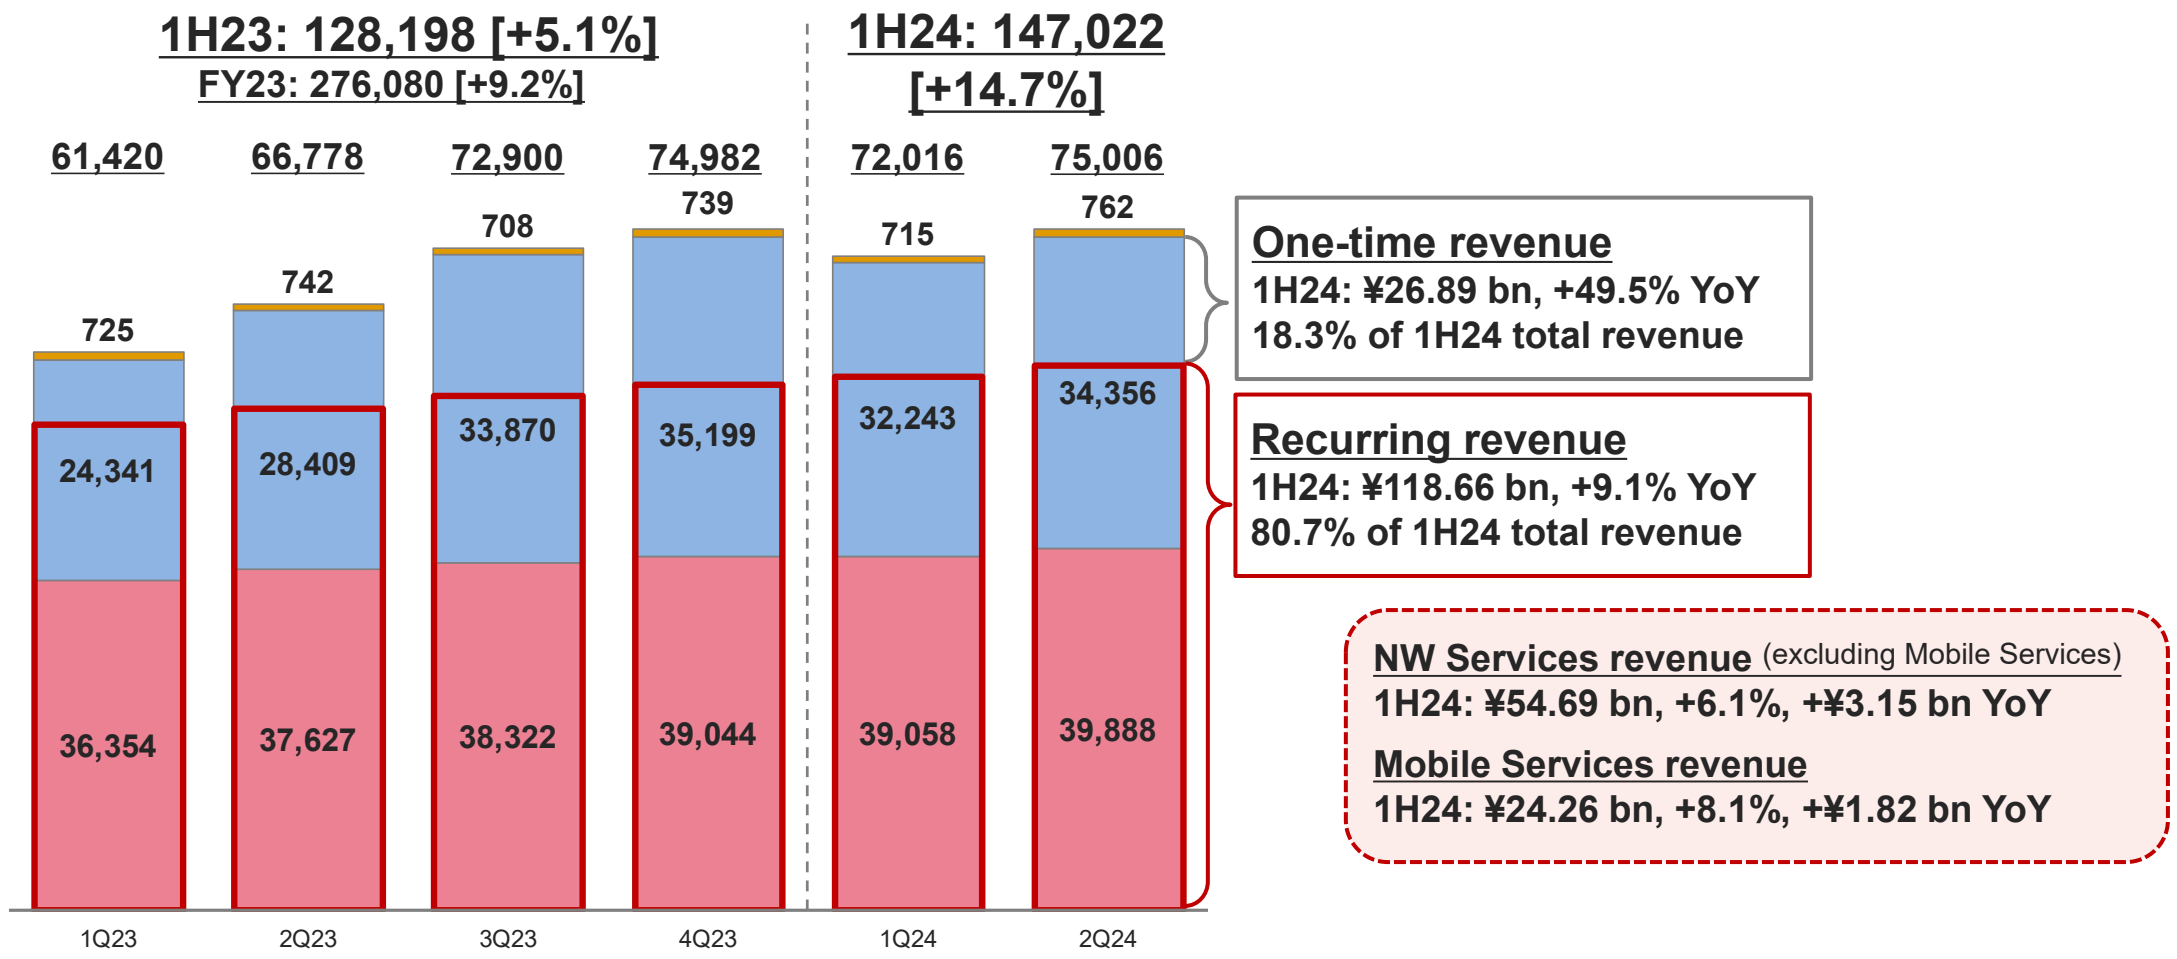 1H23: 128,198 [+5.1%]
FY23: 276,080 [+9.2%]
1H24: 147,022
[+14.7%]
61,420
66,778
72,900
74,982
72,016
75,006
725
742
708
739
715
762
24,341
28,409
33,870
35,199
32,243
34,356
36,354
37,627
38,322
39,044
39,058
39,888
1Q23
2Q23
3Q23
4Q23
1Q24
2Q24
One-time revenue
1H24: ¥26.89 bn, +49.5% YoY
18.3% of 1H24 total revenue
Recurring revenue
1H24: ¥118.66 bn, +9.1% YoY
80.7% of 1H24 total revenue
NW Services revenue (excluding Mobile Services)
1H24: ¥54.69 bn, +6.1%, +¥3.15 bn YoY
Mobile Services revenue
1H24: ¥24.26 bn, +8.1%, +¥1.82 bn YoY